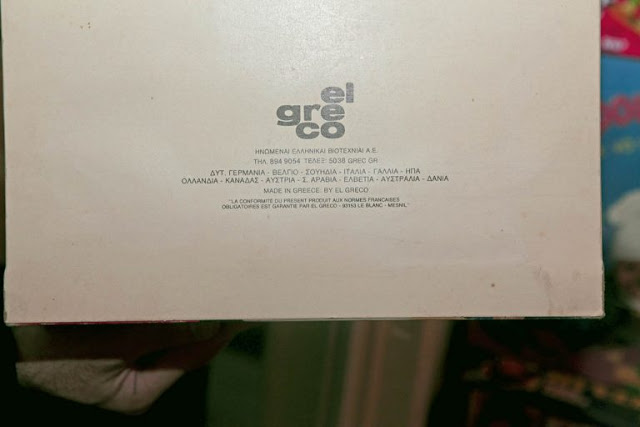 el
gre
co
ΗΝΩΜΕΝΑΙ ΕΛΛΗΝΙΚΑΙ ΒΙΟΤΕΧΝΙΑΙ Α.Ε.
ΤΗΛ. 894 9054 ΤΕΛΕΞ: 5038 GREC GR
ΔΥΤ. ΓΕΡΜΑΝΙΑ - ΒΕΛΓΙΟ - ΣΟΥΗΔΙΑ - ΙΤΑΛΙΑ - ΓΑΛΛΙΑ - ΗΠΑ
ΟΛΛΑΝΔΙΑ - ΚΑΝΑΔΑΣ - ΑΥΣΤΡΙΑ - Σ. ΑΡΑΒΙΑ - ΕΛΒΕΤΙΑ - ΑΥΣΤΡΑΛΙΑ - ΔΑΝΙΑ
MADE IN GREECE BY EL GRECO
"LA CONFORMITE DU PRESENT PRODUIT AUX NORMES FRANCAISES
OBLIGATOIRES EST GARANTIE PAR EL GRECO - 93153 LE BLANC - MESNIL"